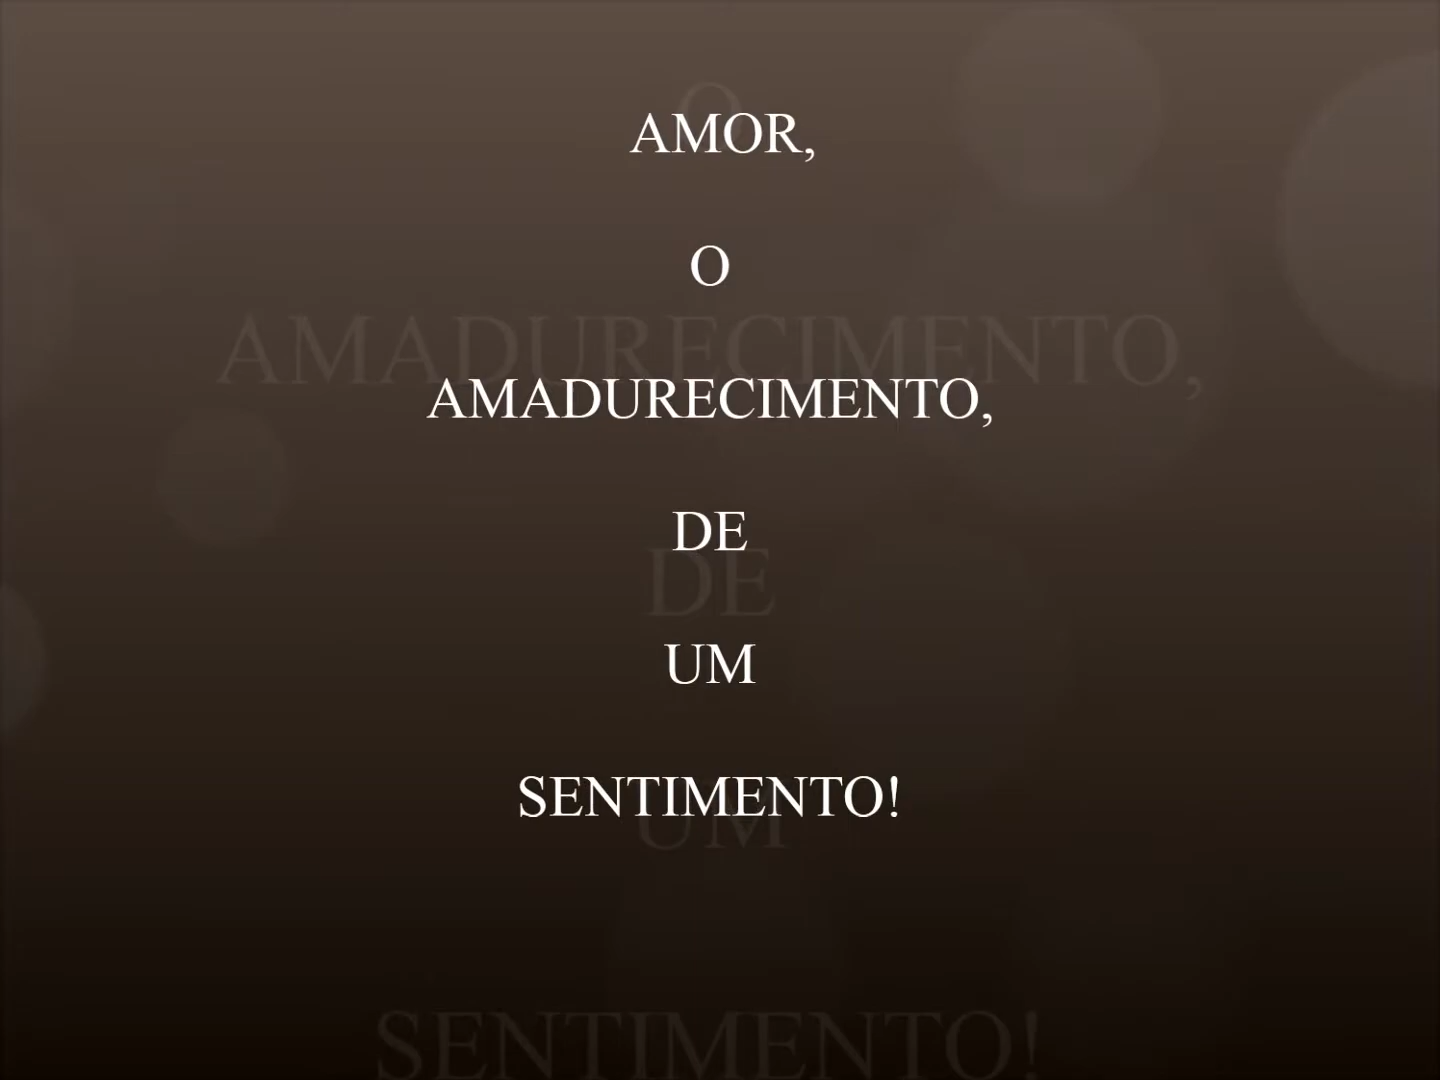 AMOR,
O
AMADURECIMENTO,
DE
UM
SENTIMENTO!